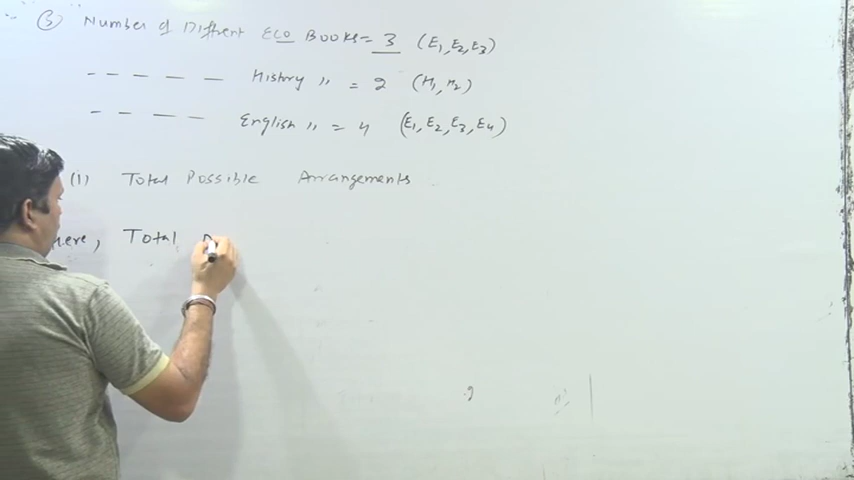 (3) Number of Different ECO Books = 3 (E1, E2, E3)
- - - - - History " = 2 (H1, H2)
- - - - English " = 4 (E1, E2, E3, E4)
(1) Total Possible Arrangements
Here, Total